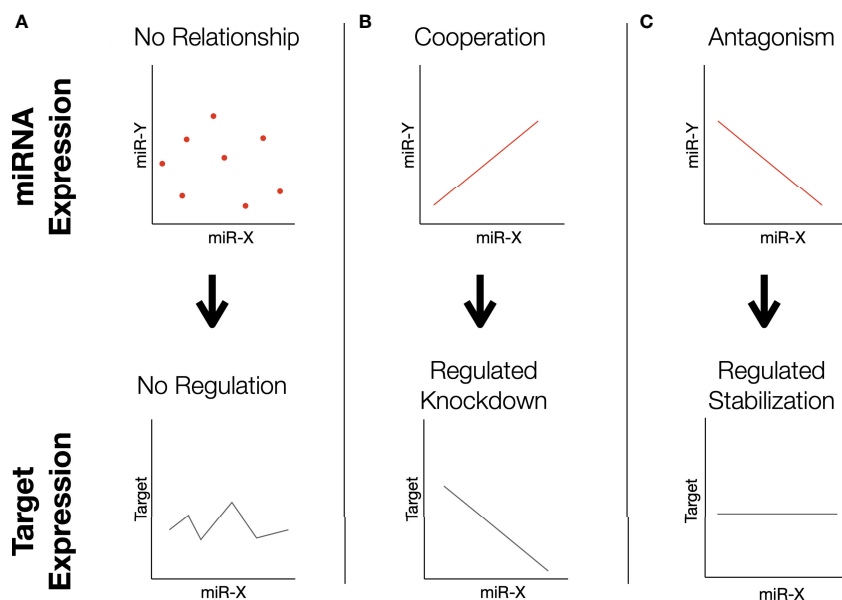 A
B
C
No Relationship
Cooperation
Antagonism
miRNA
Expression
miR-Y
miR-X
miR-Y
miR-X
miR-Y
miR-X
No Regulation
Regulated
Knockdown
Regulated
Stabilization
Target
Expression
Target
miR-X
Target
miR-X
Target
miR-X